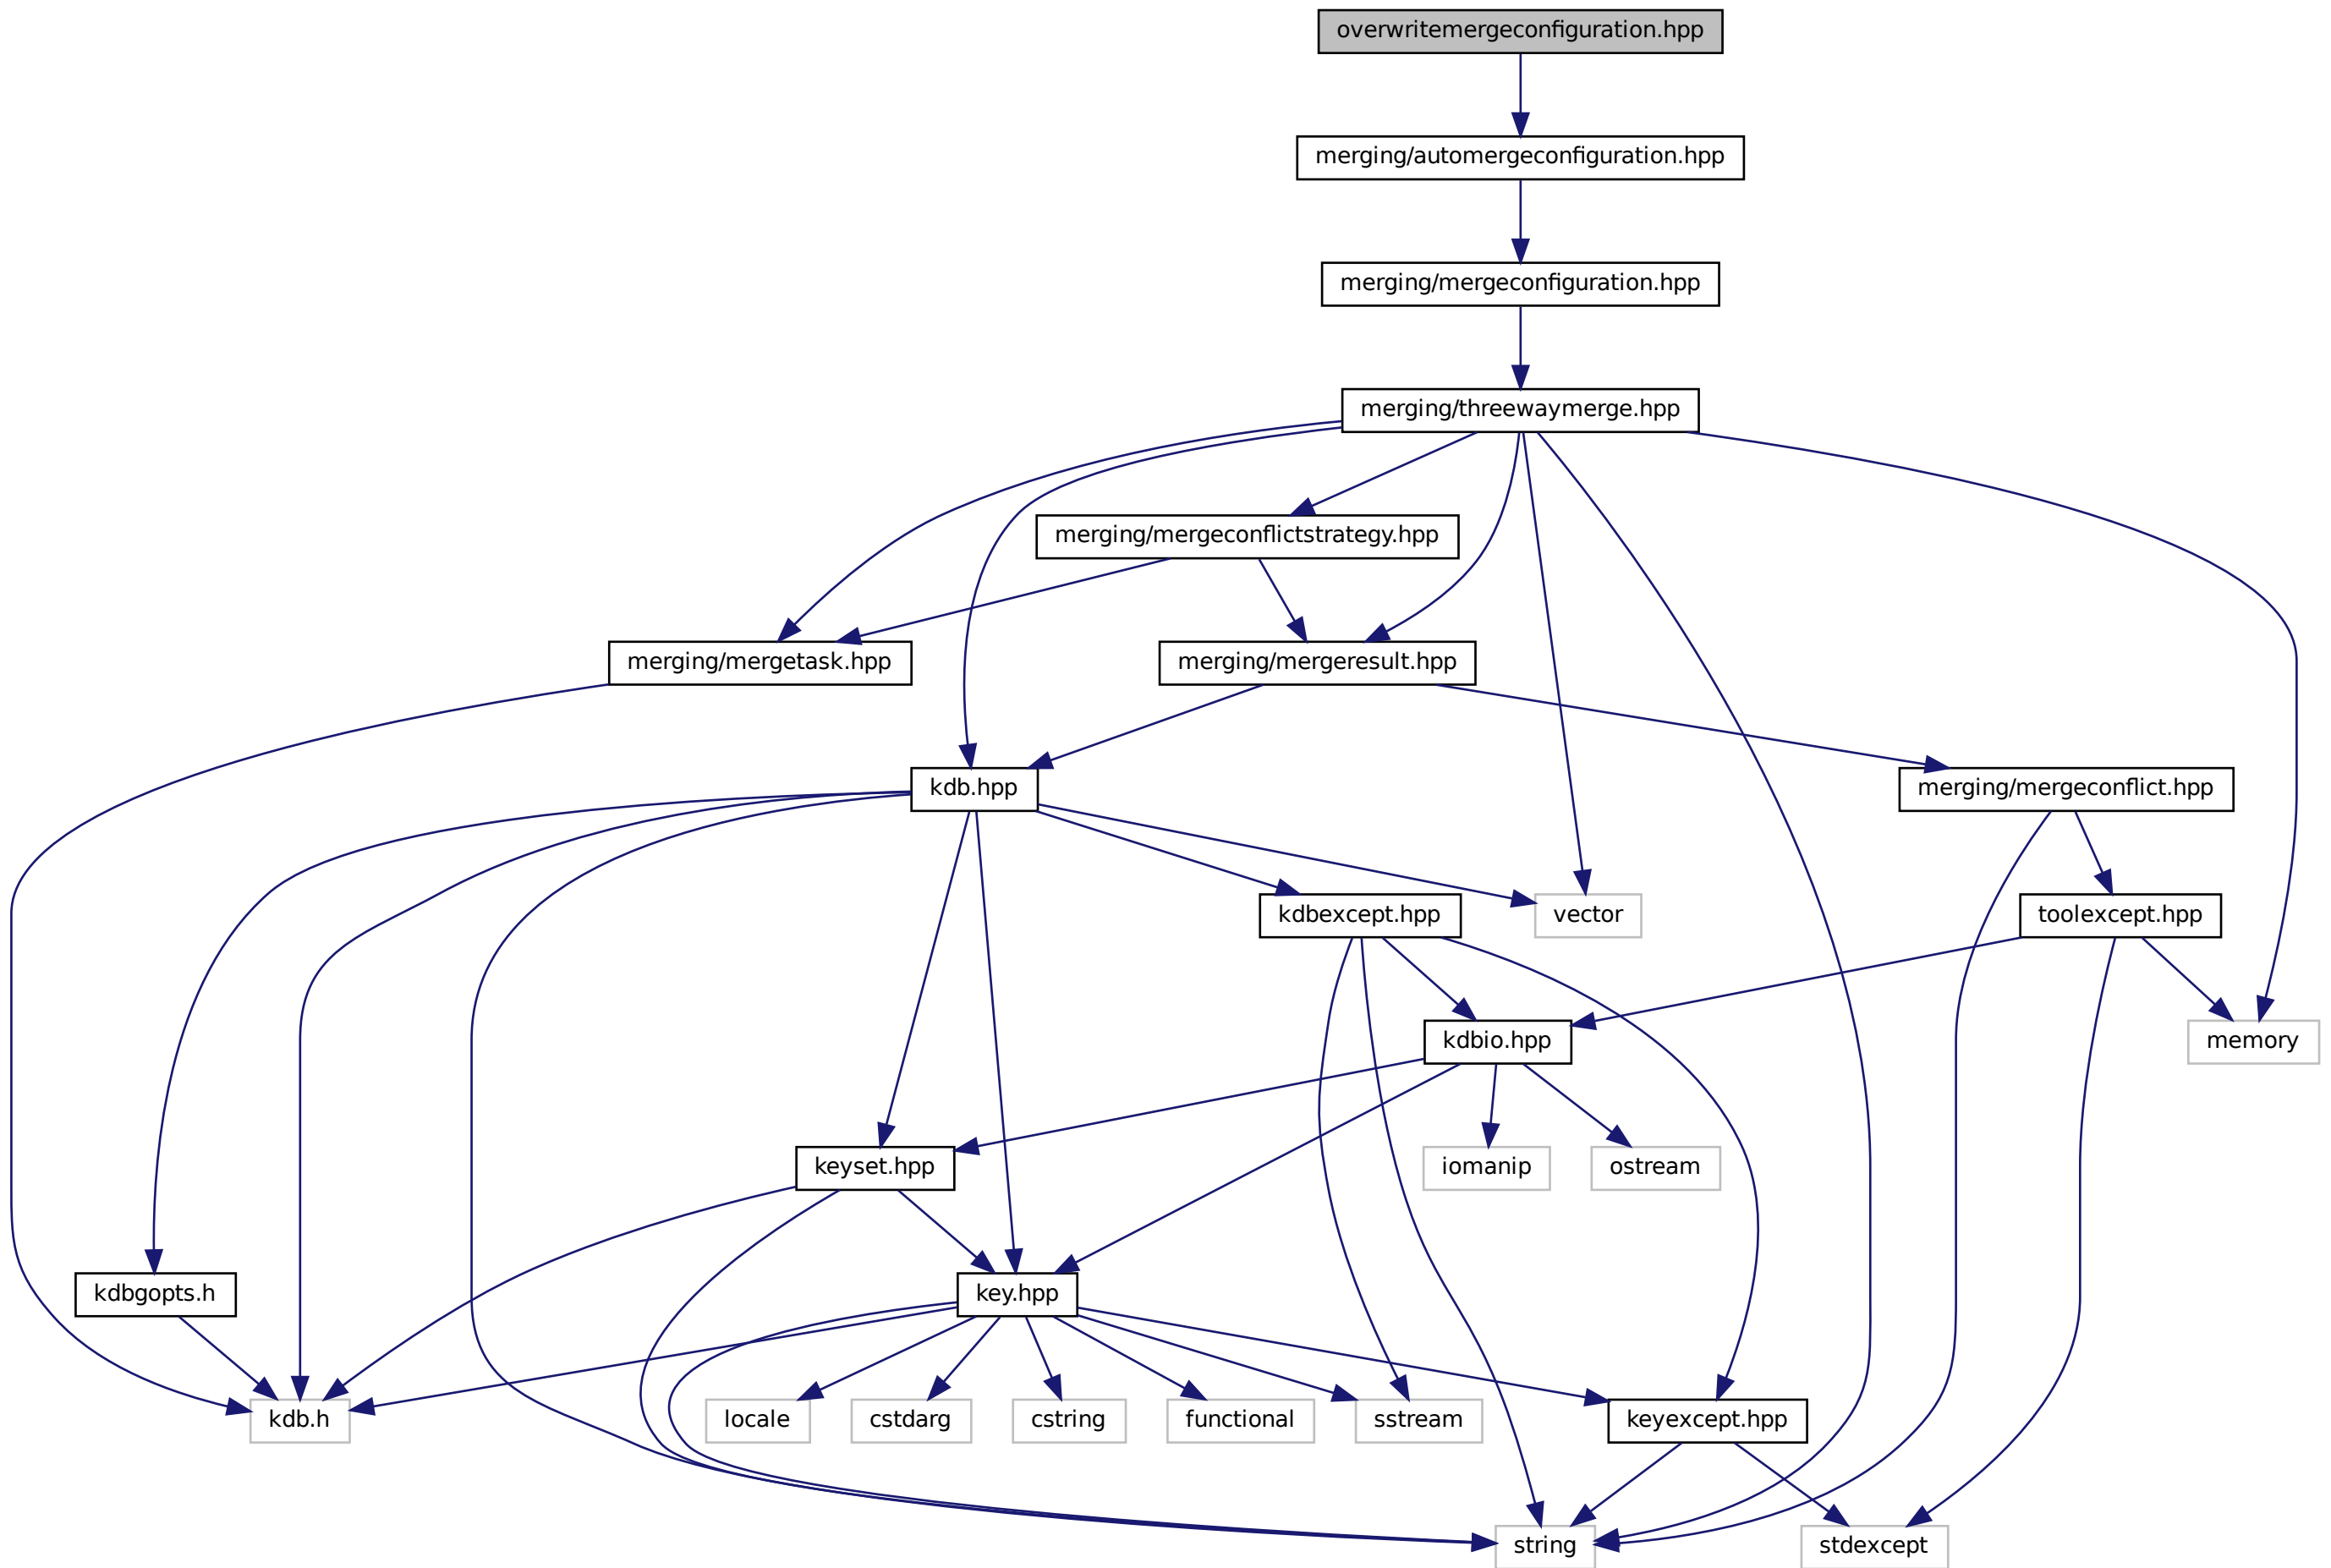 overwritemergeconfiguration.hpp
merging/automergeconfiguration.hpp
merging/mergeconfiguration.hpp
merging/threewaymerge.hpp
merging/mergeconflictstrategy.hpp
merging/mergetask.hpp
merging/mergeresult.hpp
kdb.hpp
merging/mergeconflict.hpp
kdbexcept.hpp
vector
toolexcept.hpp
kdbio.hpp
memory
keyset.hpp
iomanip
ostream
kdbgopts.h
key.hpp
kdb.h
locale
cstdarg
cstring
functional
sstream
keyexcept.hpp
string
stdexcept